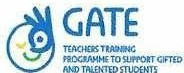 GATE
TEACHERS TRAINING
PROGRAMME TO SUPPORT GIFTED
AND TALENTED STUDENTS